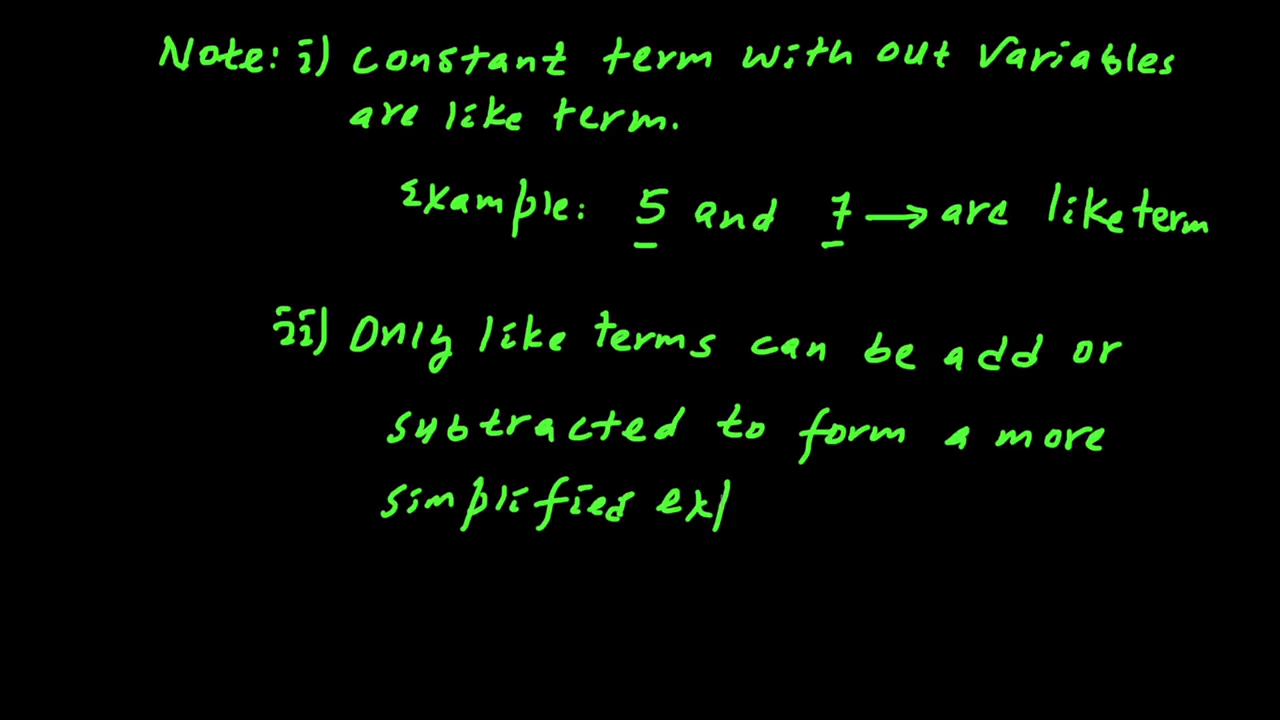 Note: i) constant term with out variables
are like term.
Example: 5 and 7 → are like term
ii) Only like terms can be add or
subtracted to form a more
simplified exp